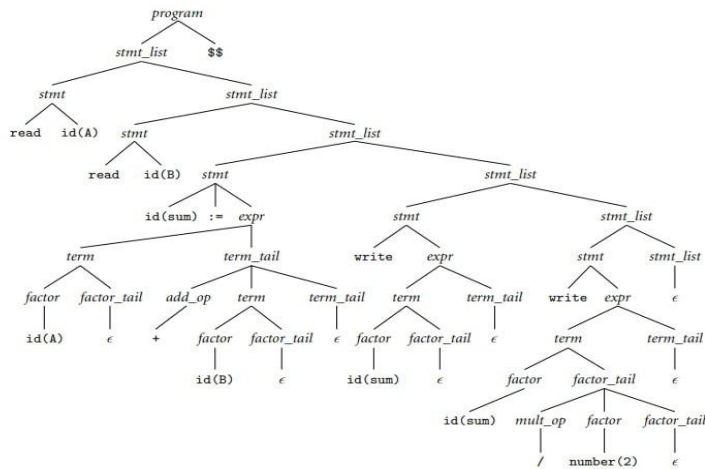 program
stmt_list $$
stmt stmt_list
read id(A) stmt stmt_list
read id(B) stmt stmt_list
id(sum) := expr stmt stmt_list
term term_tail write expr stmt stmt_list
factor factor_tail add_op term term_tail term term_tail write expr ϵ
id(A) ϵ + factor factor_tail ϵ factor factor_tail ϵ term term_tail
id(B) ϵ id(sum) ϵ factor factor_tail ϵ
id(sum) mult_op factor factor_tail
/ number(2) ϵ